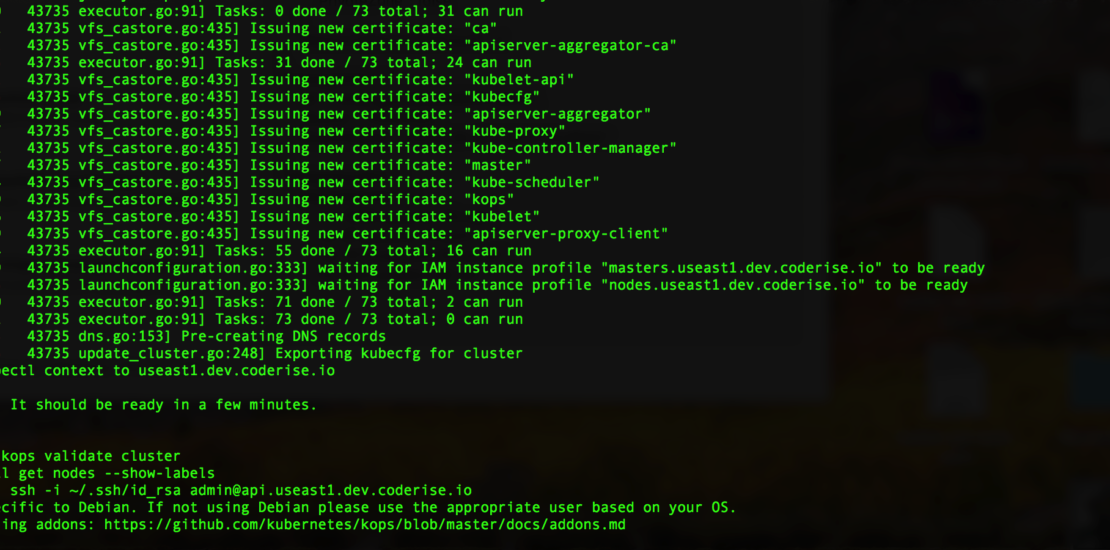 43735 executor.go:91] Tasks: 0 done / 73 total; 31 can run
43735 vfs_castore.go:435] Issuing new certificate: "ca"
43735 vfs_castore.go:435] Issuing new certificate: "apiserver-aggregator-ca"
43735 executor.go:91] Tasks: 31 done / 73 total; 24 can run
43735 vfs_castore.go:435] Issuing new certificate: "kubelet-api"
43735 vfs_castore.go:435] Issuing new certificate: "kubecfg"
43735 vfs_castore.go:435] Issuing new certificate: "apiserver-aggregator"
43735 vfs_castore.go:435] Issuing new certificate: "kube-proxy"
43735 vfs_castore.go:435] Issuing new certificate: "kube-controller-manager"
43735 vfs_castore.go:435] Issuing new certificate: "master"
43735 vfs_castore.go:435] Issuing new certificate: "kube-scheduler"
43735 vfs_castore.go:435] Issuing new certificate: "kops"
43735 vfs_castore.go:435] Issuing new certificate: "kubelet"
43735 vfs_castore.go:435] Issuing new certificate: "apiserver-proxy-client"
43735 executor.go:91] Tasks: 55 done / 73 total; 16 can run
43735 launchconfiguration.go:333] waiting for IAM instance profile "masters.useast1.dev.coderise.io" to be ready
43735 launchconfiguration.go:333] waiting for IAM instance profile "nodes.useast1.dev.coderise.io" to be ready
43735 executor.go:91] Tasks: 71 done / 73 total; 2 can run
43735 executor.go:91] Tasks: 73 done / 73 total; 0 can run
43735 dns.go:153] Pre-creating DNS records
43735 update_cluster.go:248] Exporting kubecfg for cluster
ectl context to useast1.dev.coderise.io
It should be ready in a few minutes.
kops validate cluster
l get nodes --show-labels
ssh -i ~/.ssh/id_rsa admin@api.useast1.dev.coderise.io
cific to Debian. If not using Debian please use the appropriate user based on your OS.
ing addons: https://github.com/kubernetes/kops/blob/master/docs/addons.md